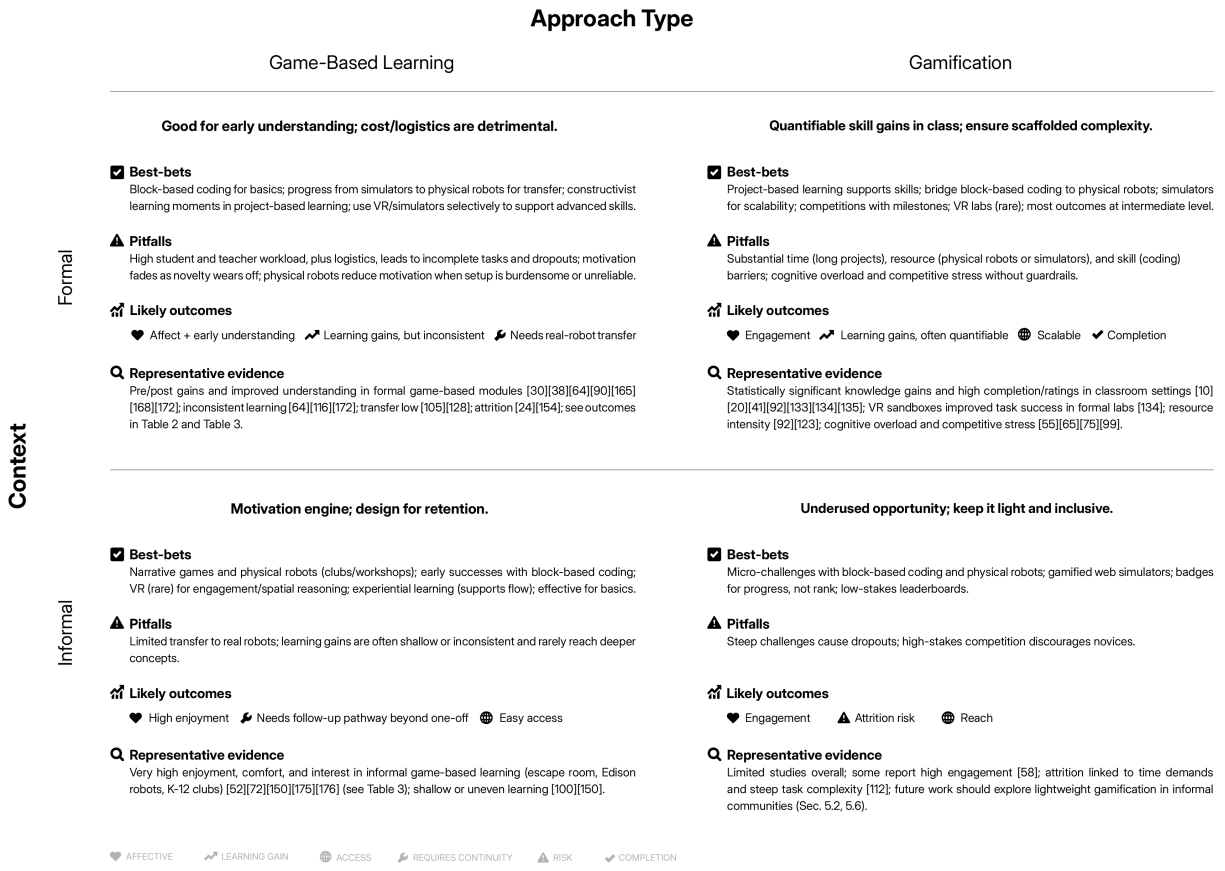 Approach Type
Game-Based Learning
Gamification
Context
Formal
Good for early understanding; cost/logistics are detrimental.
Best-bets
Block-based coding for basics; progress from simulators to physical robots for transfer; constructivist
learning moments in project-based learning; use VR/simulators selectively to support advanced skills.
Pitfalls
High student and teacher workload, plus logistics, leads to incomplete tasks and dropouts; motivation
fades as novelty wears off; physical robots reduce motivation when setup is burdensome or unreliable.
Likely outcomes
Affect + early understanding
Learning gains, but inconsistent
Needs real-robot transfer
Representative evidence
Pre/post gains and improved understanding in formal game-based modules [30][38][64][90][165]
[168][172]; inconsistent learning [64][116][172]; transfer low [105][128]; attrition [24][154]; see outcomes
in Table 2 and Table 3.
Quantifiable skill gains in class; ensure scaffolded complexity.
Best-bets
Project-based learning supports skills; bridge block-based coding to physical robots; simulators
for scalability; competitions with milestones; VR labs (rare); most outcomes at intermediate level.
Pitfalls
Substantial time (long projects), resource (physical robots or simulators), and skill (coding)
barriers; cognitive overload and competitive stress without guardrails.
Likely outcomes
Engagement
Learning gains, often quantifiable
Scalable
Completion
Representative evidence
Statistically significant knowledge gains and high completion/ratings in classroom settings [10]
[20][41][92][133][134][135]; VR sandboxes improved task success in formal labs [134]; resource
intensity [92][123]; cognitive overload and competitive stress [55][65][75][99].
Informal
Motivation engine; design for retention.
Best-bets
Narrative games and physical robots (clubs/workshops); early successes with block-based coding;
VR (rare) for engagement/spatial reasoning; experiential learning (supports flow); effective for basics.
Pitfalls
Limited transfer to real robots; learning gains are often shallow or inconsistent and rarely reach deeper
concepts.
Likely outcomes
High enjoyment
Needs follow-up pathway beyond one-off
Easy access
Representative evidence
Very high enjoyment, comfort, and interest in informal game-based learning (escape room, Edison
robots, K-12 clubs) [52][72][150][175][176] (see Table 3); shallow or uneven learning [100][150].
Underused opportunity; keep it light and inclusive.
Best-bets
Micro-challenges with block-based coding and physical robots; gamified web simulators; badges
for progress, not rank; low-stakes leaderboards.
Pitfalls
Steep challenges cause dropouts; high-stakes competition discourages novices.
Likely outcomes
Engagement
Attrition risk
Reach
Representative evidence
Limited studies overall; some report high engagement [58]; attrition linked to time demands
and steep task complexity [112]; future work should explore lightweight gamification in informal
communities (Sec. 5.2, 5.6).
AFFECTIVE
LEARNING GAIN
ACCESS
REQUIRES CONTINUITY
RISK
COMPLETION